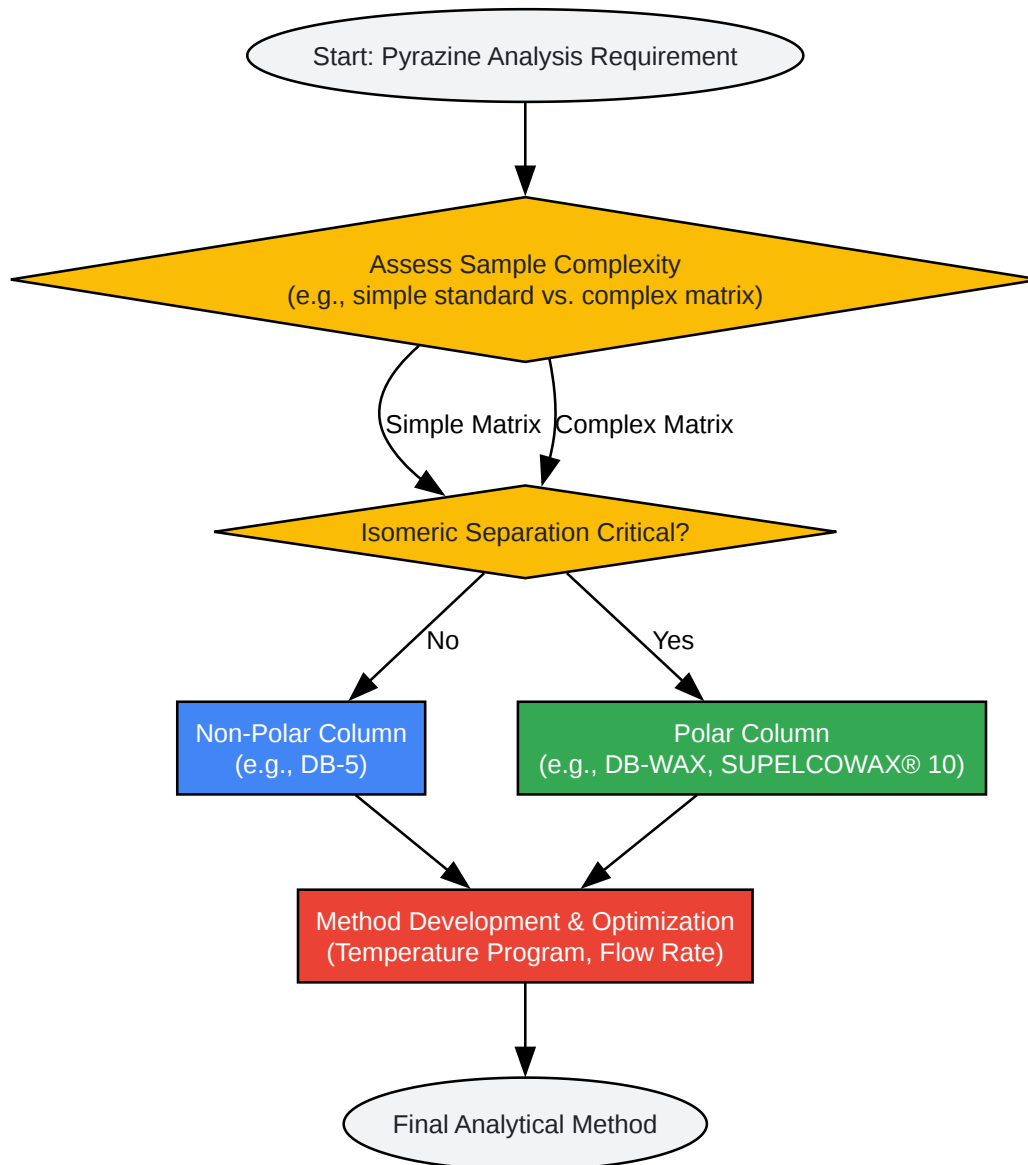 Start: Pyrazine Analysis Requirement
Assess Sample Complexity
(e.g., simple standard vs. complex matrix)
Simple Matrix
Complex Matrix
Isomeric Separation Critical?
No
Yes
Non-Polar Column
(e.g., DB-5)
Polar Column
(e.g., DB-WAX, SUPELCOWAX® 10)
Method Development & Optimization
(Temperature Program, Flow Rate)
Final Analytical Method